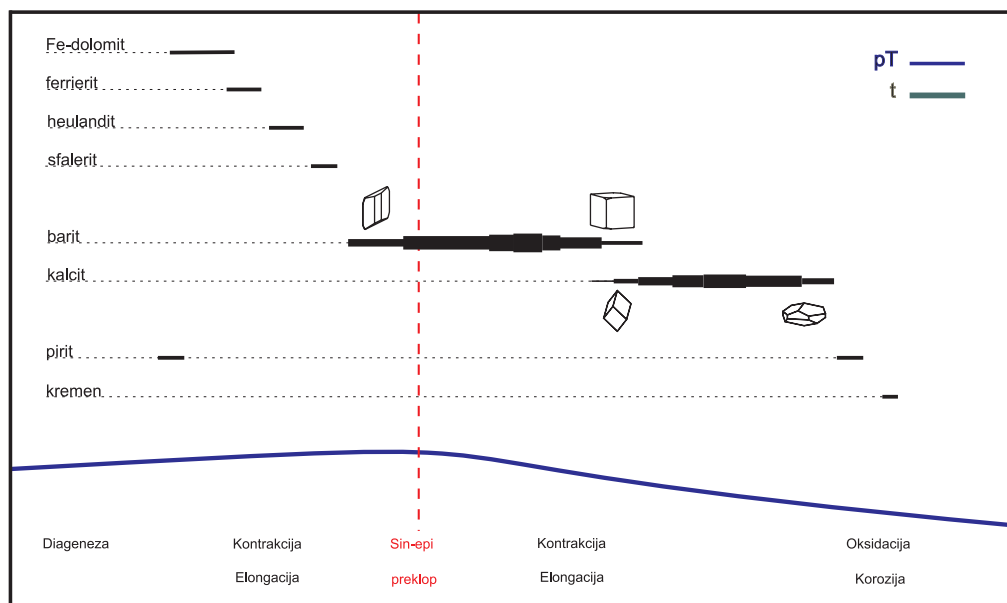 Fe-dolomit
ferrierit
heulandit
sfalerit
barit
kalcit
pirit
kremen
pT
t
Diageneza
Kontrakcija
Elongacija
Sin-epi
preklop
Kontrakcija
Elongacija
Oksidacija
Korozija